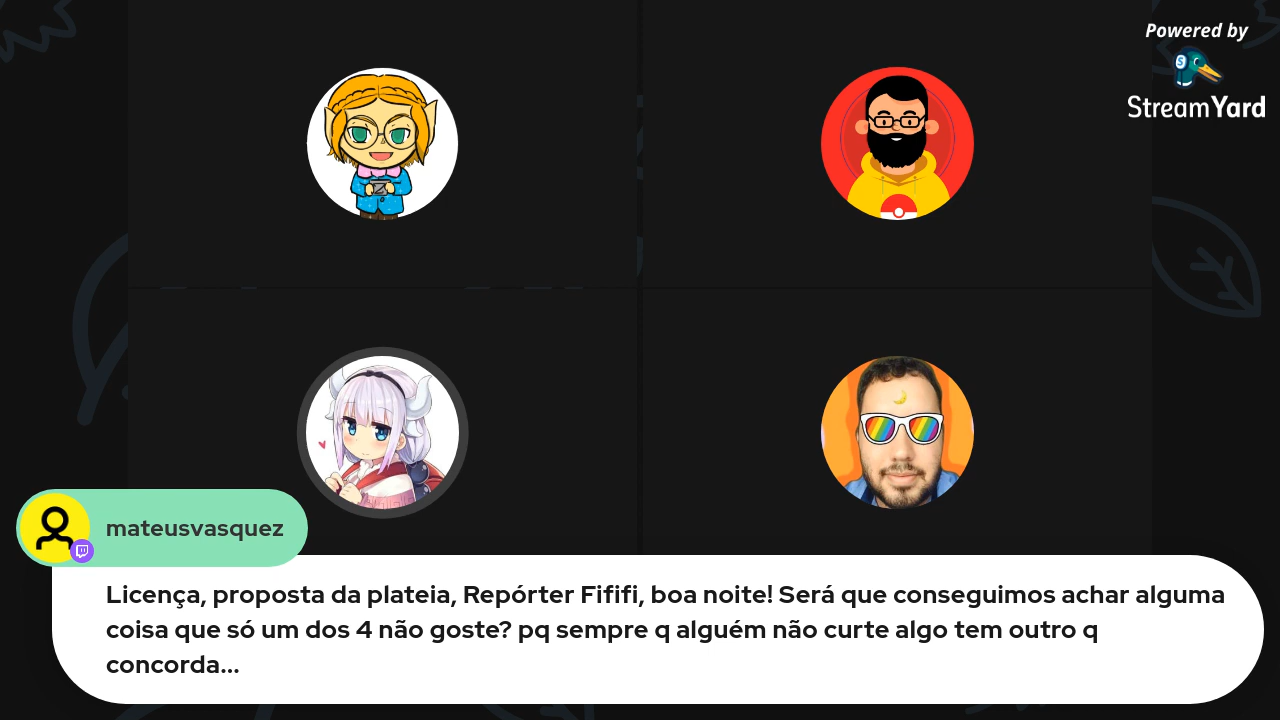 Powered by
StreamYard
mateusvasquez
Licença, proposta da plateia, Repórter Fififi, boa noite! Será que conseguimos achar alguma
coisa que só um dos 4 não goste? pq sempre q alguém não curte algo tem outro q
concorda...